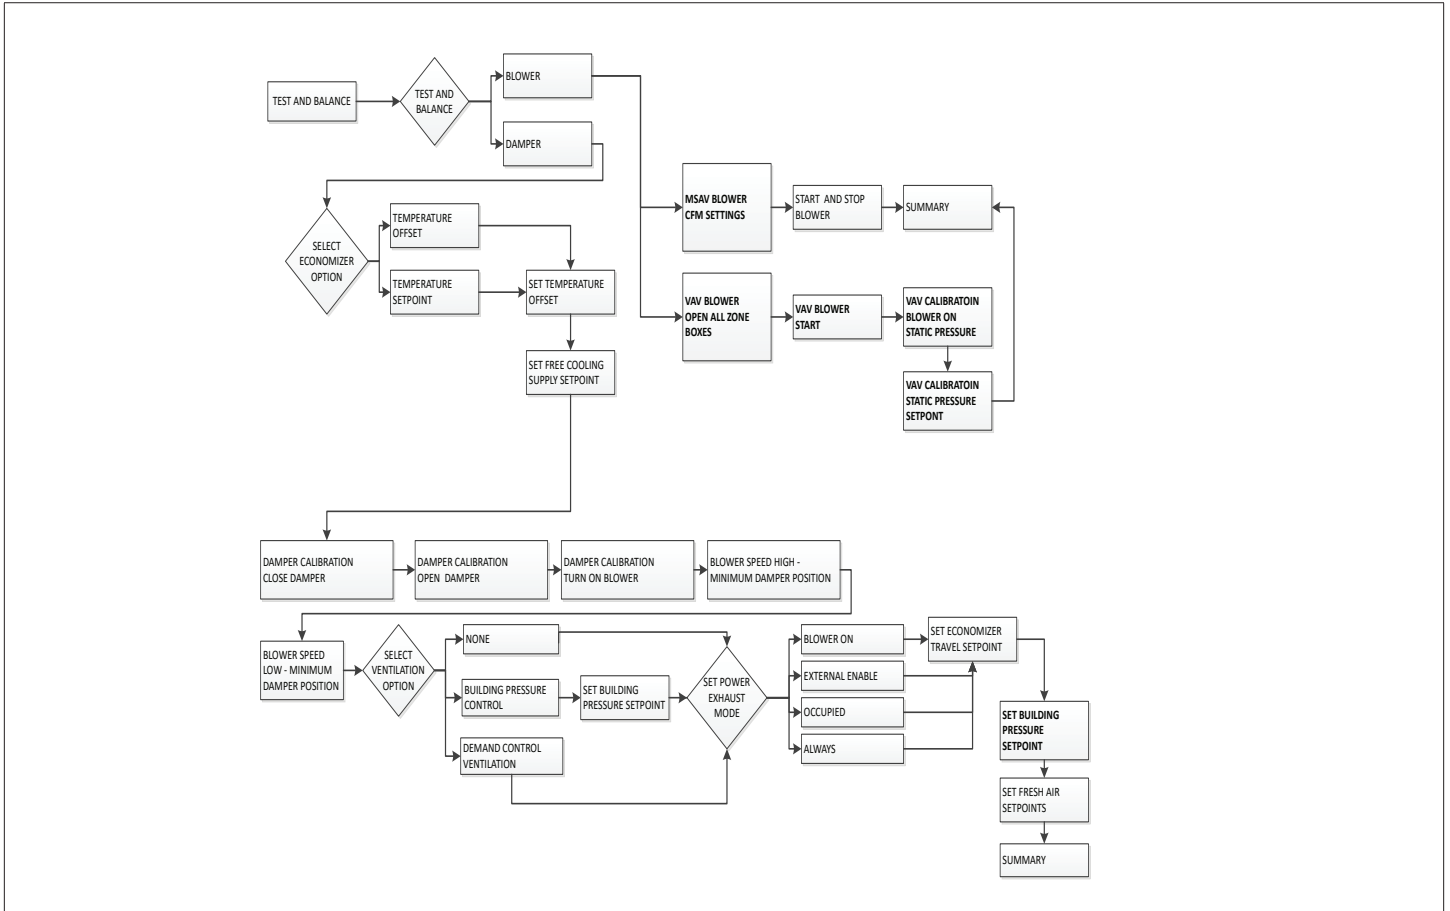 TEST AND BALANCE
TEST AND
BALANCE
BLOWER
DAMPER
MSAV BLOWER
CFM SETTINGS
START  AND STOP
BLOWER
SUMMARY
SELECT
ECONOMIZER
OPTION
TEMPERATURE
OFFSET
TEMPERATURE
SETPOINT
SET TEMPERATURE
OFFSET
SET FREE COOLING
SUPPLY SETPOINT
VAV BLOWER
OPEN ALL ZONE
BOXES
VAV BLOWER
START
VAV CALIBRATOIN
BLOWER ON
STATIC PRESSURE
VAV CALIBRATOIN
STATIC PRESSURE
SETPONT
DAMPER CALIBRATION
CLOSE DAMPER
DAMPER CALIBRATION
OPEN  DAMPER
DAMPER CALIBRATION
TURN ON BLOWER
BLOWER SPEED HIGH -
MINIMUM DAMPER POSITION
BLOWER SPEED
LOW - MINIMUM
DAMPER POSITION
SELECT
VENTILATION
OPTION
NONE
BUILDING PRESSURE
CONTROL
DEMAND CONTROL
VENTILATION
SET BUILDING
PRESSURE SETPOINT
SET POWER
EXHAUST
MODE
BLOWER ON
EXTERNAL ENABLE
OCCUPIED
ALWAYS
SET ECONOMIZER
TRAVEL SETPOINT
SET BUILDING
PRESSURE
SETPOINT
SET FRESH AIR
SETPOINTS
SUMMARY